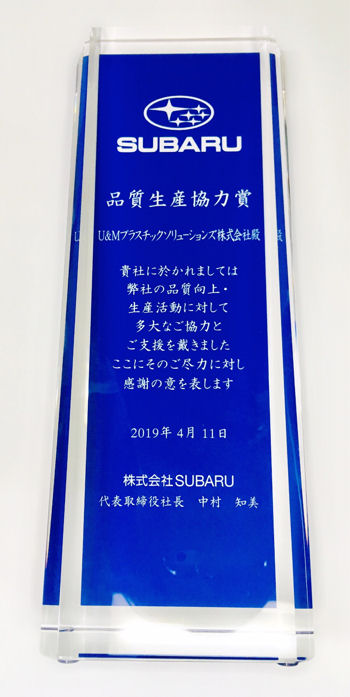 SUBARU
品質生産協力賞
U&Mプラスチックソリューションズ株式会社殿
貴社に於かれましては
弊社の品質向上・
生産活動に対して
多大なご協力と
ご支援を戴きました
ここにそのご尽力に対し
感謝の意を表します
2019年 4月 11日
株式会社SUBARU
代表取締役社長 中村 知美